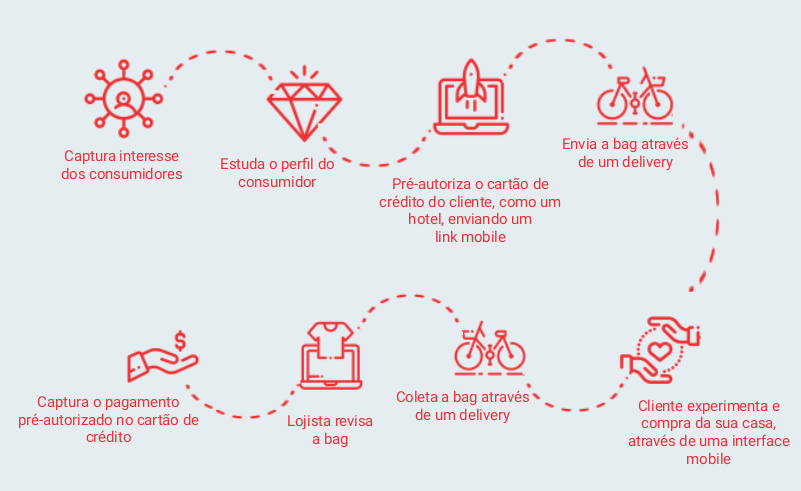 Captura interesse
dos consumidores
Estuda o perfil do
consumidor
Pré-autoriza o cartão de
crédito do cliente, como um
hotel, enviando um
link mobile
Envia a bag através
de um delivery
Cliente experimenta e
compra da sua casa,
através de uma interface
mobile
Coleta a bag através
de um delivery
Lojista revisa
a bag
Captura o pagamento
pré-autorizado no cartão de
crédito